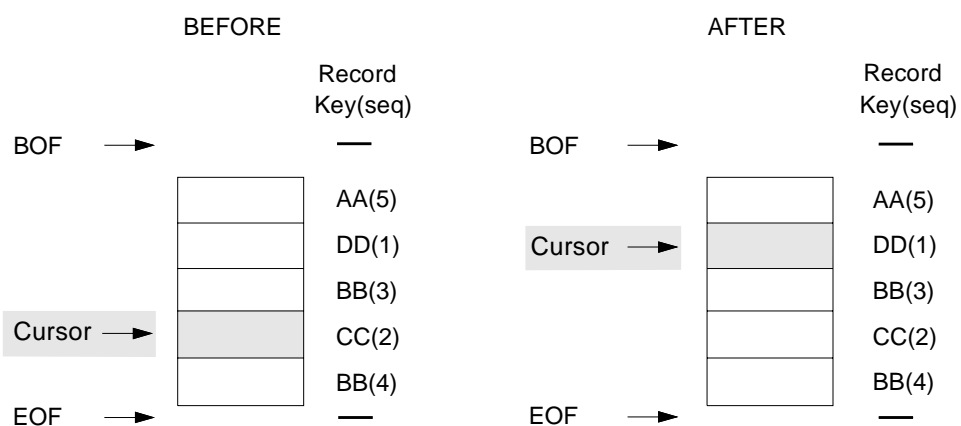 BEFORE
Record
Key(seq)
BOF
AA(5)
DD(1)
BB(3)
Cursor
CC(2)
BB(4)
EOF
AFTER
Record
Key(seq)
BOF
AA(5)
Cursor
DD(1)
BB(3)
CC(2)
BB(4)
EOF